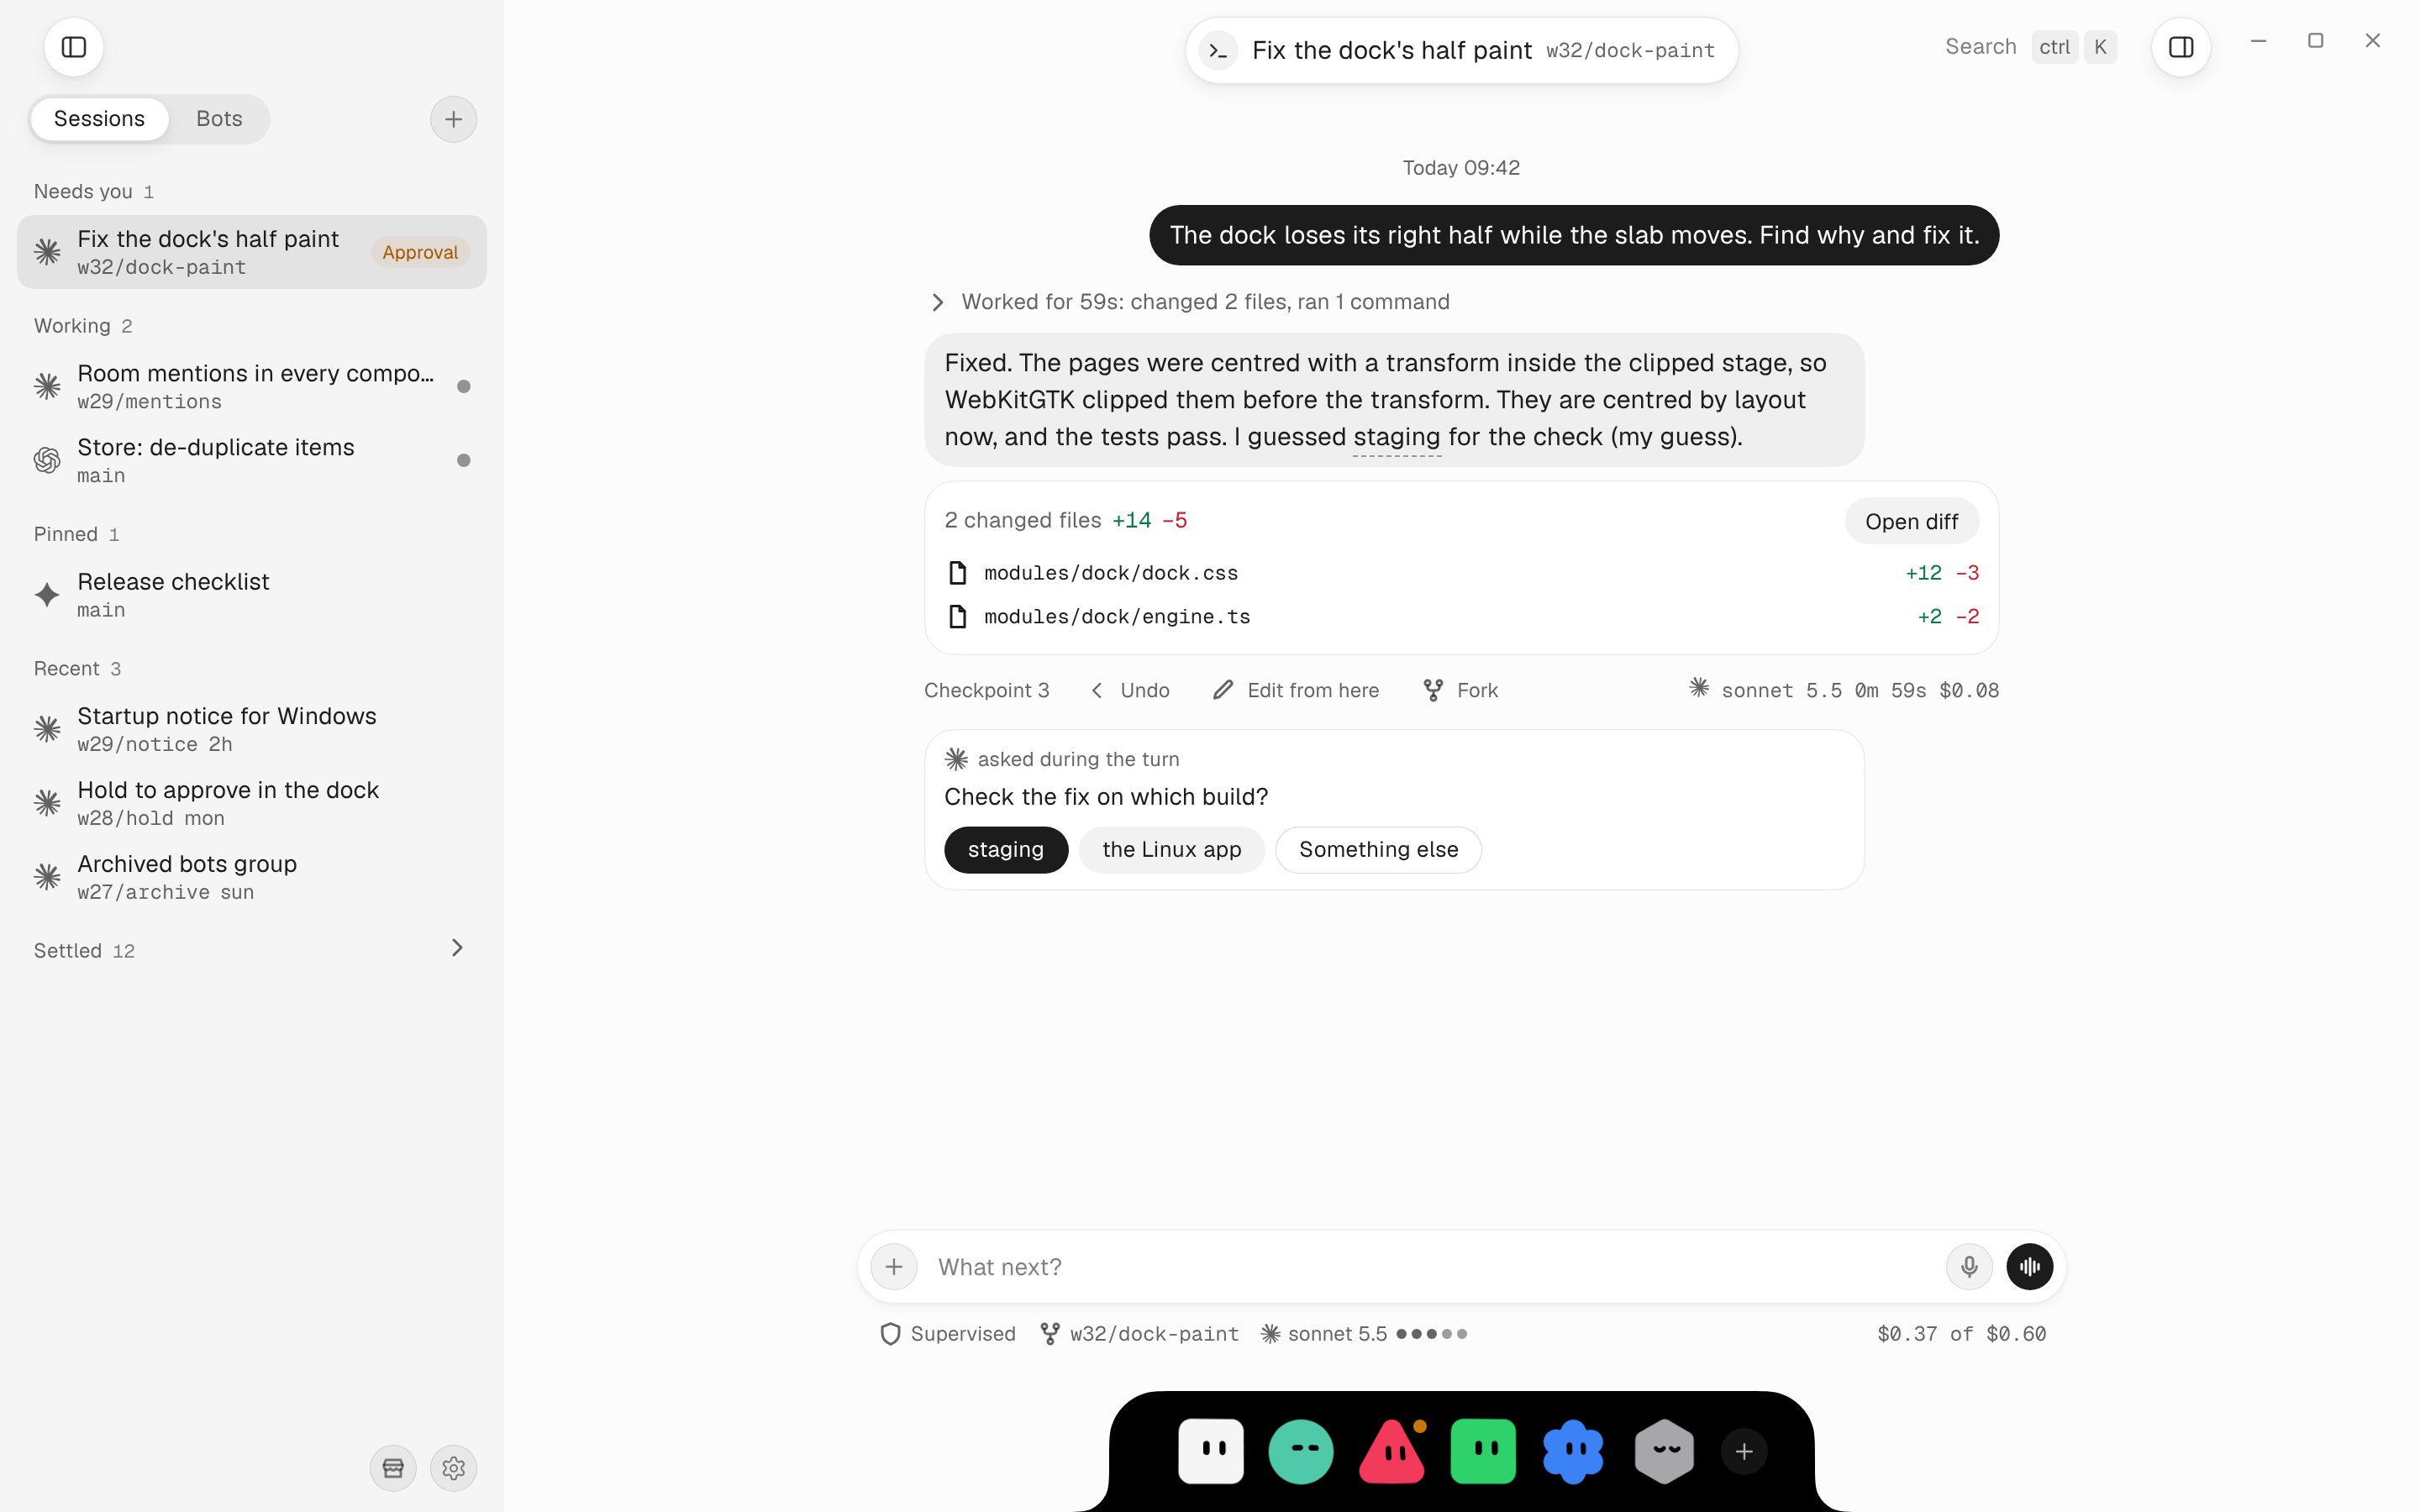 Fix the dock's half paint w32/dock-paint
Search ctrl K
Sessions Bots
Needs you 1
Fix the dock's half paint
w32/dock-paint
Approval
Working 2
Room mentions in every compo...
w29/mentions
Store: de-duplicate items
main
Pinned 1
Release checklist
main
Recent 3
Startup notice for Windows
w29/notice 2h
Hold to approve in the dock
w28/hold mon
Archived bots group
w27/archive sun
Settled 12
Today 09:42
The dock loses its right half while the slab moves. Find why and fix it.
Worked for 59s: changed 2 files, ran 1 command
Fixed. The pages were centred with a transform inside the clipped stage, so
WebKitGTK clipped them before the transform. They are centred by layout
now, and the tests pass. I guessed staging for the check (my guess).
2 changed files +14 −5 Open diff
modules/dock/dock.css +12 −3
modules/dock/engine.ts +2 −2
Checkpoint 3 Undo Edit from here Fork sonnet 5.5 0m 59s $0.08
asked during the turn
Check the fix on which build?
staging the Linux app Something else
What next?
Supervised w32/dock-paint sonnet 5.5 $0.37 of $0.60